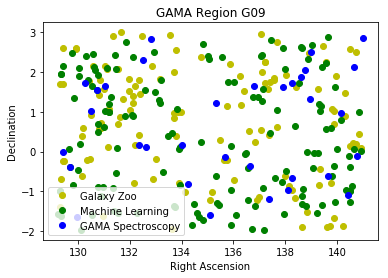 GAMA Region G09
Declination
3
2
1
0
−1
−2
Galaxy Zoo
Machine Learning
GAMA Spectroscopy
130
132
134
136
138
140
Right Ascension